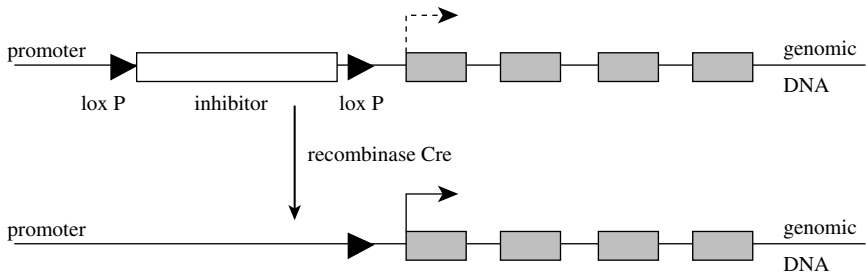 promoter
genomic
DNA
lox P
inhibitor
lox P
recombinase Cre
promoter
genomic
DNA